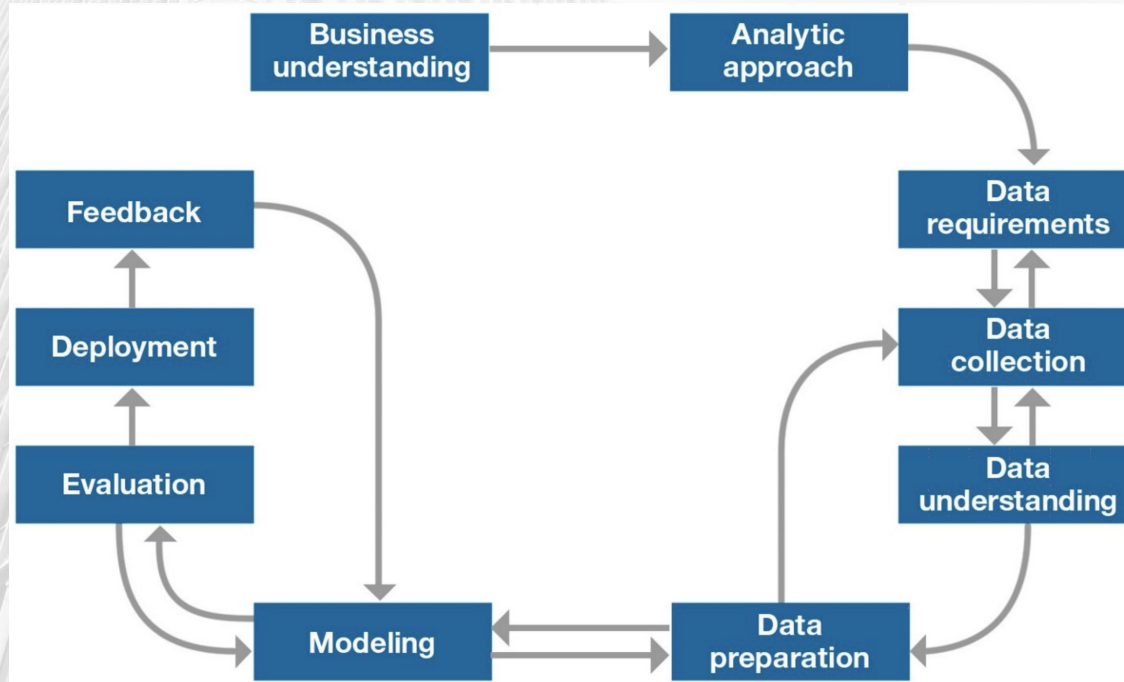 Business
understanding
Analytic
approach
Data
requirements
Data
collection
Data
understanding
Data
preparation
Modeling
Evaluation
Deployment
Feedback